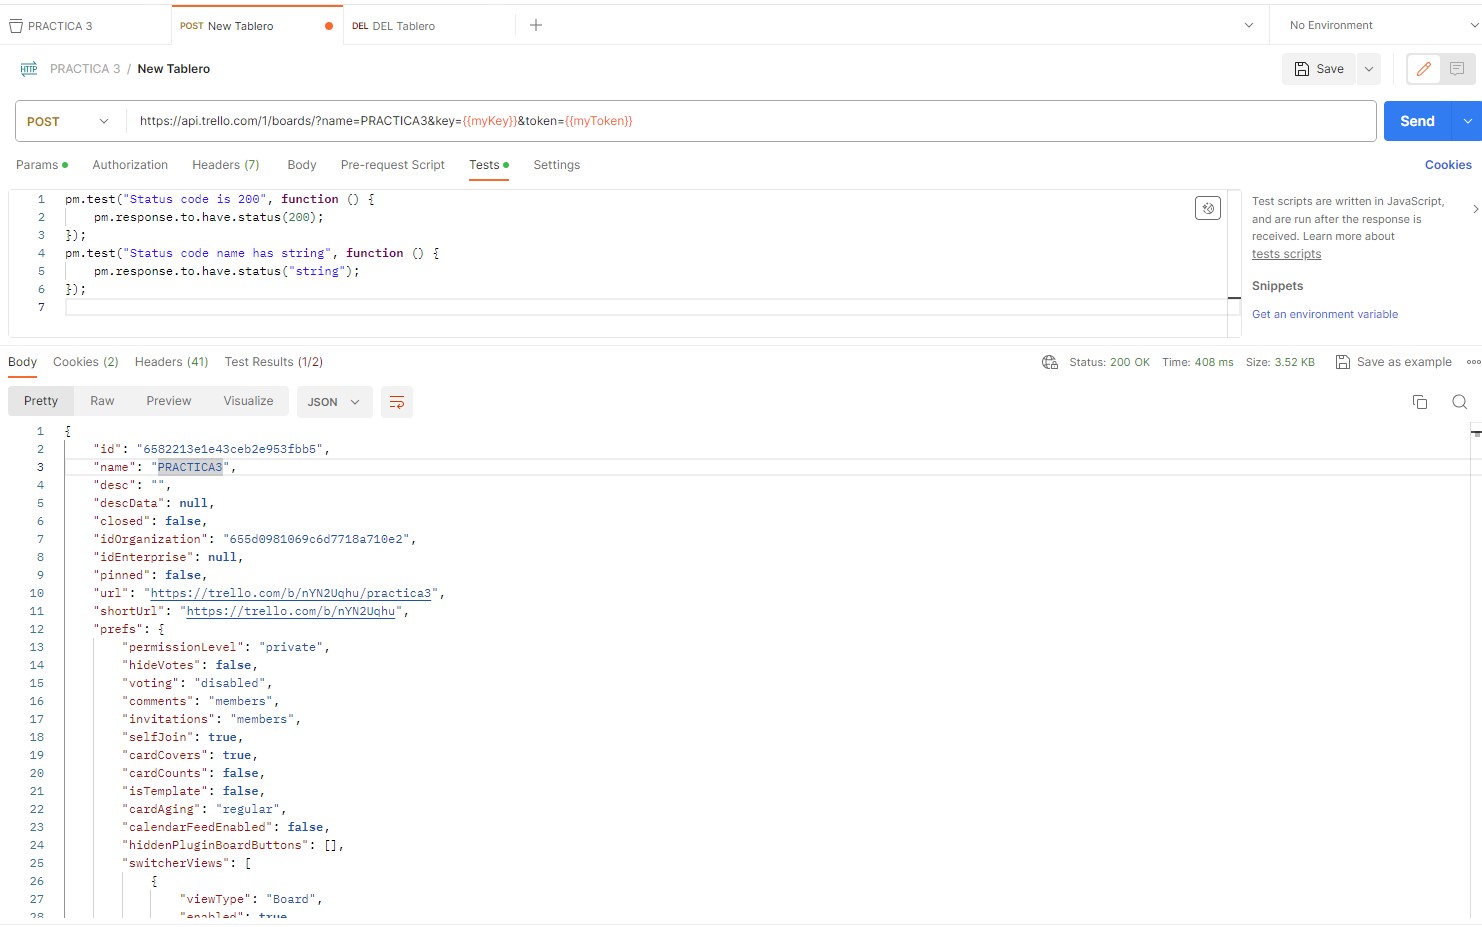 PRACTICA 3 POST New Tablero DEL DEL Tablero No Environment
HTTP PRACTICA 3 / New Tablero Save
POST https://api.trello.com/1/boards/?name=PRACTICA3&key={{myKey}}&token={{myToken}} Send
Params Authorization Headers (7) Body Pre-request Script Tests Settings Cookies
1 pm.test("Status code is 200", function () {
2 pm.response.to.have.status(200);
3 });
4 pm.test("Status code name has string", function () {
5 pm.response.to.have.status("string");
6 });
7
Test scripts are written in JavaScript,
and are run after the response is
received. Learn more about
tests scripts
Snippets
Get an environment variable
Body Cookies (2) Headers (41) Test Results (1/2) Status: 200 OK Time: 408 ms Size: 3.52 KB Save as example
Pretty Raw Preview Visualize JSON
1 {
2 "id": "6582213e1e43ceb2e953fbb5",
3 "name": "PRACTICA3",
4 "desc": "",
5 "descData": null,
6 "closed": false,
7 "idOrganization": "655d0981069c6d7718a710e2",
8 "idEnterprise": null,
9 "pinned": false,
10 "url": "https://trello.com/b/nYN2Uqhu/practica3",
11 "shortUrl": "https://trello.com/b/nYN2Uqhu",
12 "prefs": {
13 "permissionLevel": "private",
14 "hideVotes": false,
15 "voting": "disabled",
16 "comments": "members",
17 "invitations": "members",
18 "selfJoin": true,
19 "cardCovers": true,
20 "cardCounts": false,
21 "isTemplate": false,
22 "cardAging": "regular",
23 "calendarFeedEnabled": false,
24 "hiddenPluginBoardButtons": [],
25 "switcherViews": [
26 {
27 "viewType": "Board",
28 "enabled": true